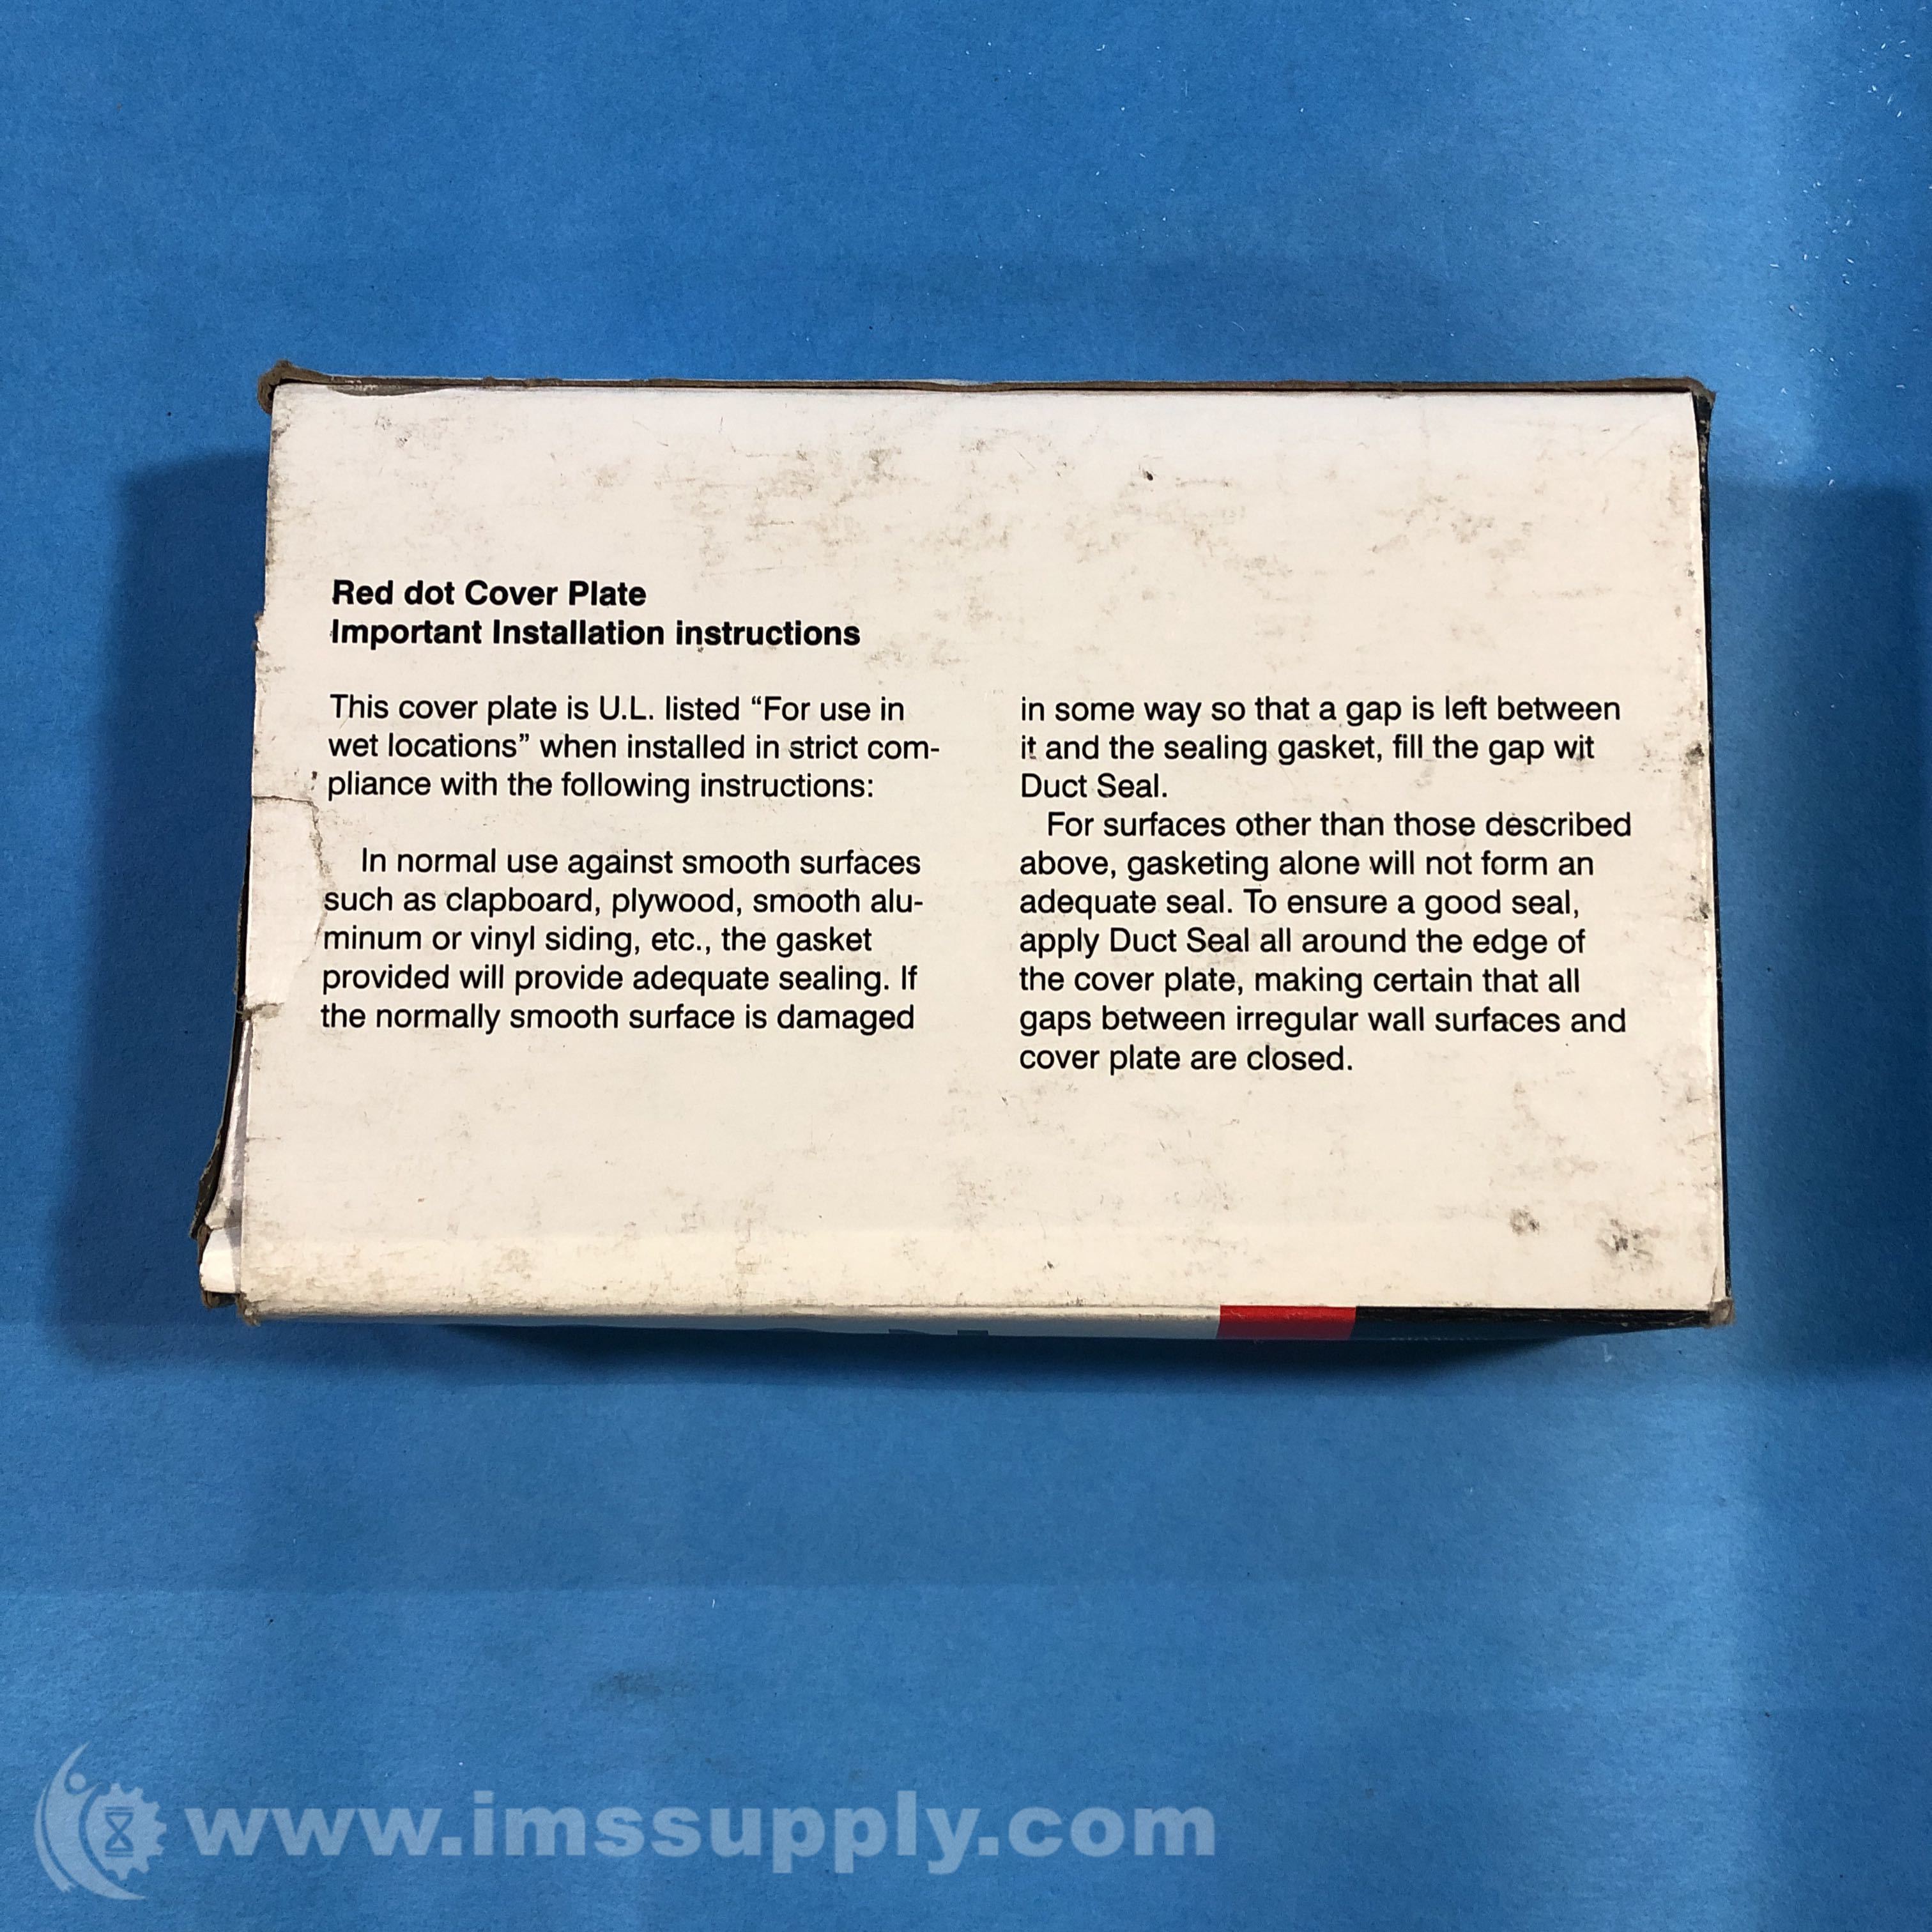 Red dot Cover Plate
Important Installation instructions
This cover plate is U.L. listed “For use in
wet locations” when installed in strict com-
pliance with the following instructions:
In normal use against smooth surfaces
such as clapboard, plywood, smooth alu-
minum or vinyl siding, etc., the gasket
provided will provide adequate sealing. If
the normally smooth surface is damaged
in some way so that a gap is left between
it and the sealing gasket, fill the gap wit
Duct Seal.
For surfaces other than those described
above, gasketing alone will not form an
adequate seal. To ensure a good seal,
apply Duct Seal all around the edge of
the cover plate, making certain that all
gaps between irregular wall surfaces and
cover plate are closed.
www.imssupply.com